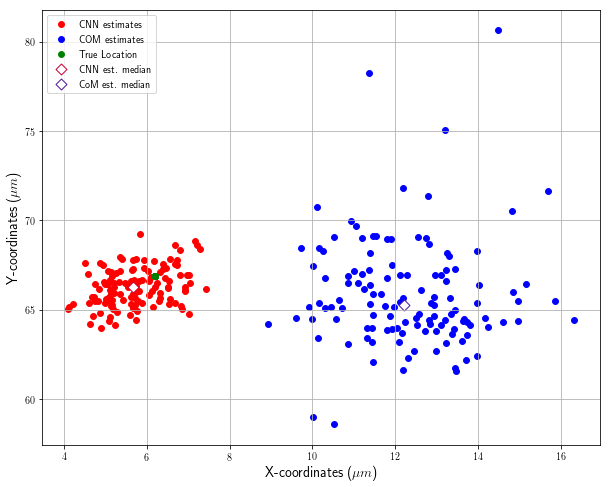 CNN estimates
COM estimates
True Location
CNN est. median
CoM est. median
80
75
70
65
60
Y-coordinates (μm)
4 6 8 10 12 14 16
X-coordinates (μm)